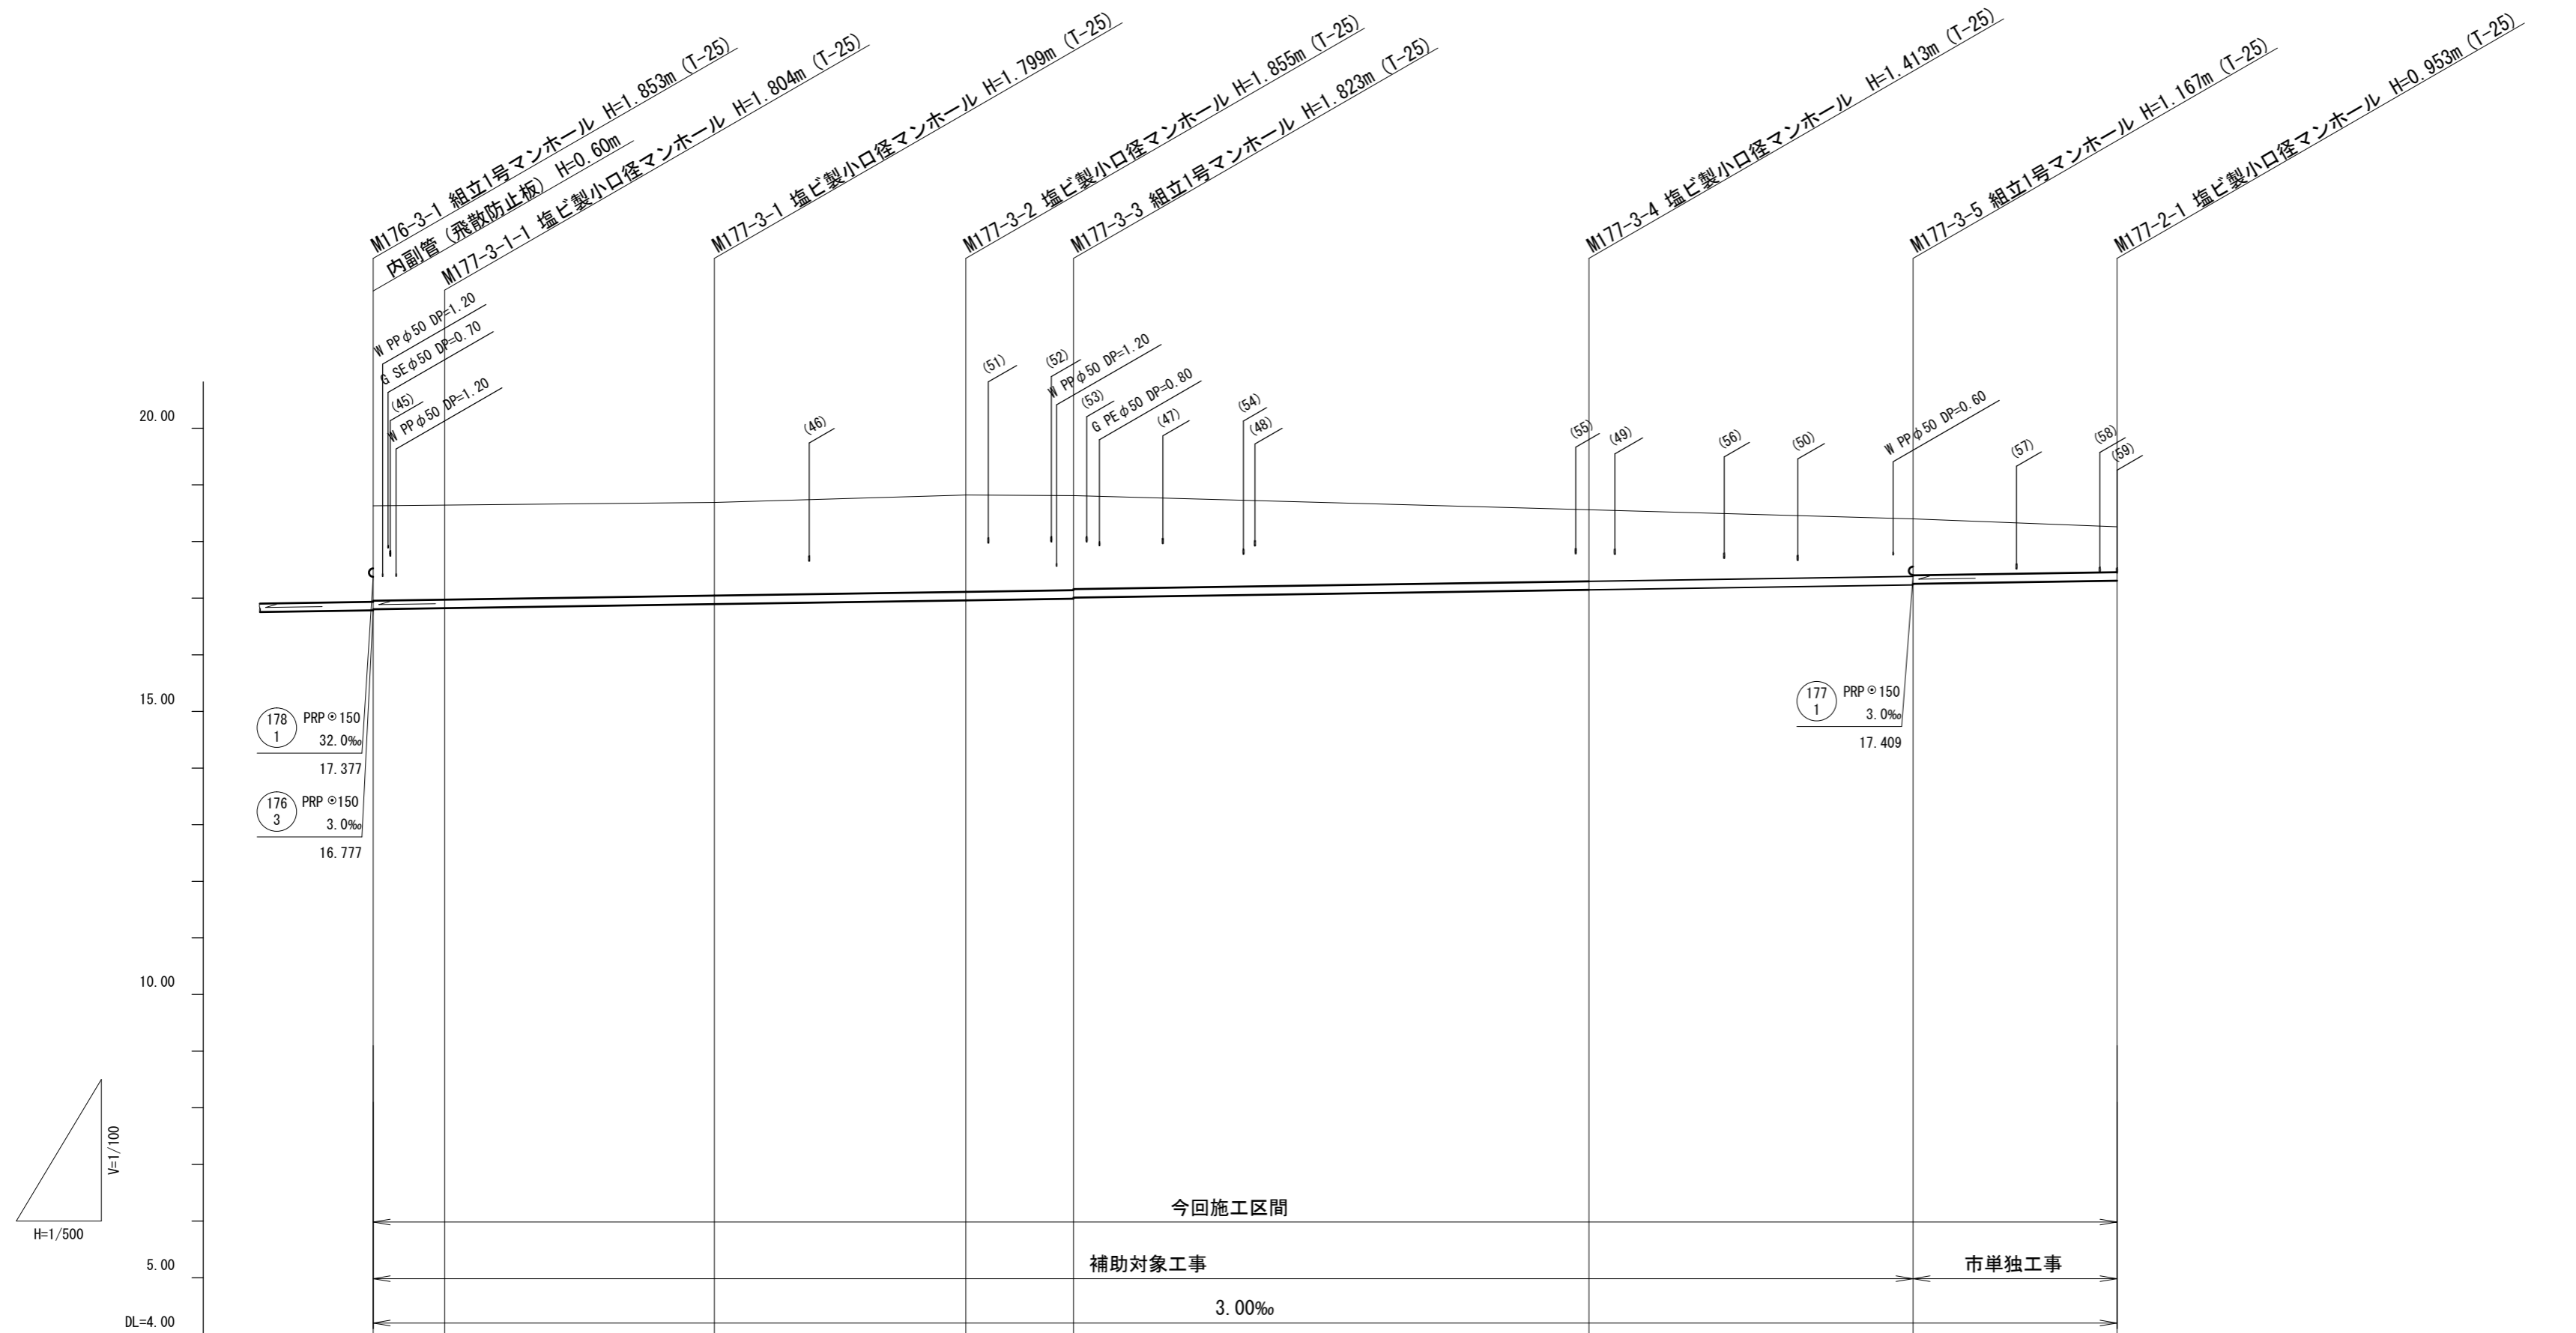 M176-3-1 組立1号マンホール H=1.853m (T-25)
内副管(飛散防止板) H=0.60m
M177-3-1-1 塩ビ製小口径マンホール H=1.804m (T-25)
M177-3-1 塩ビ製小口径マンホール H=1.799m (T-25)
M177-3-2 塩ビ製小口径マンホール H=1.855m (T-25)
M177-3-3 組立1号マンホール H=1.823m (T-25)
M177-3-4 塩ビ製小口径マンホール H=1.413m (T-25)
M177-3-5 組立1号マンホール H=1.167m (T-25)
M177-2-1 塩ビ製小口径マンホール H=0.953m (T-25)
W PPφ50 DP=1.20
G SEφ50 DP=0.70
(45)
W PPφ50 DP=1.20
(46)
(51)
(52)
W PPφ50 DP=1.20
(53)
G PEφ50 DP=0.80
(47)
(54)
(48)
(55)
(49)
(56)
(50)
W PPφ50 DP=0.60
(57)
(58)
(59)
20.00
15.00
10.00
5.00
DL=4.00
178
1
PRP⊙150
32.0‰
17.377
176
3
PRP⊙150
3.0‰
16.777
177
1
PRP⊙150
3.0‰
17.409
V=1/100
H=1/500
今回施工区間
補助対象工事
市単独工事
3.00‰